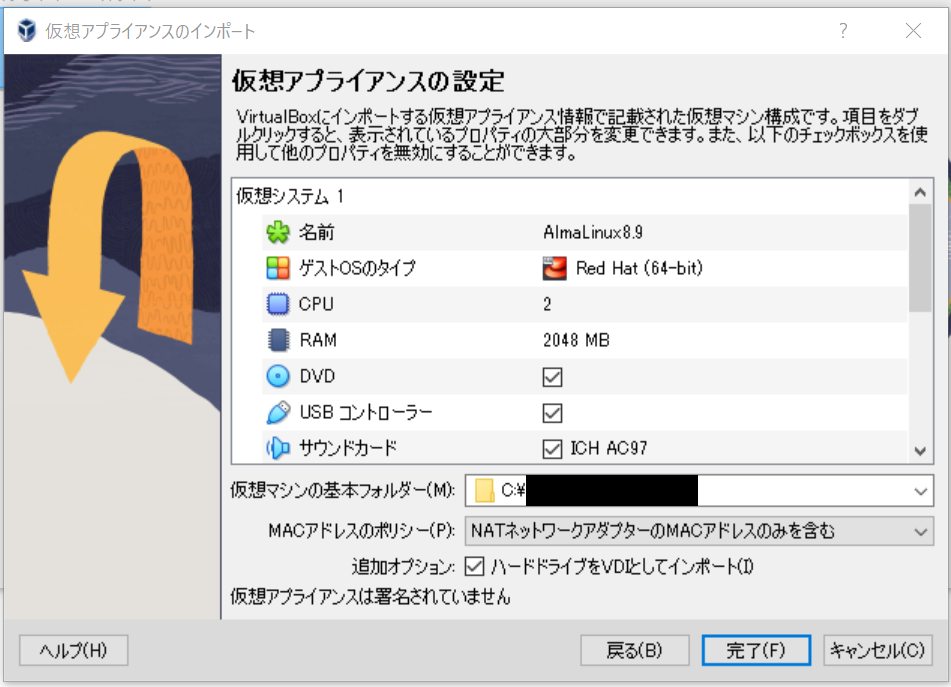 仮想アプライアンスのインポート
?
仮想アプライアンスの設定
VirtualBoxにインポートする仮想アプライアンス情報で記載された仮想マシン構成です。項目をダブ
ルクリックすると、表示されているプロパティの大部分を変更できます。また、以下のチェックボックスを使
用して他のプロパティを無効にすることができます。
仮想システム 1
名前 AlmaLinux8.9
ゲストOSのタイプ Red Hat (64-bit)
CPU 2
RAM 2048 MB
DVD
USB コントローラー
サウンドカード ICH AC97
仮想マシンの基本フォルダー(M): C:¥
MACアドレスのポリシー(P): NATネットワークアダプターのMACアドレスのみを含む
追加オプション: ハードドライブをVDIとしてインポート(I)
仮想アプライアンスは署名されていません
ヘルプ(H) 戻る(B) 完了(F) キャンセル(C)